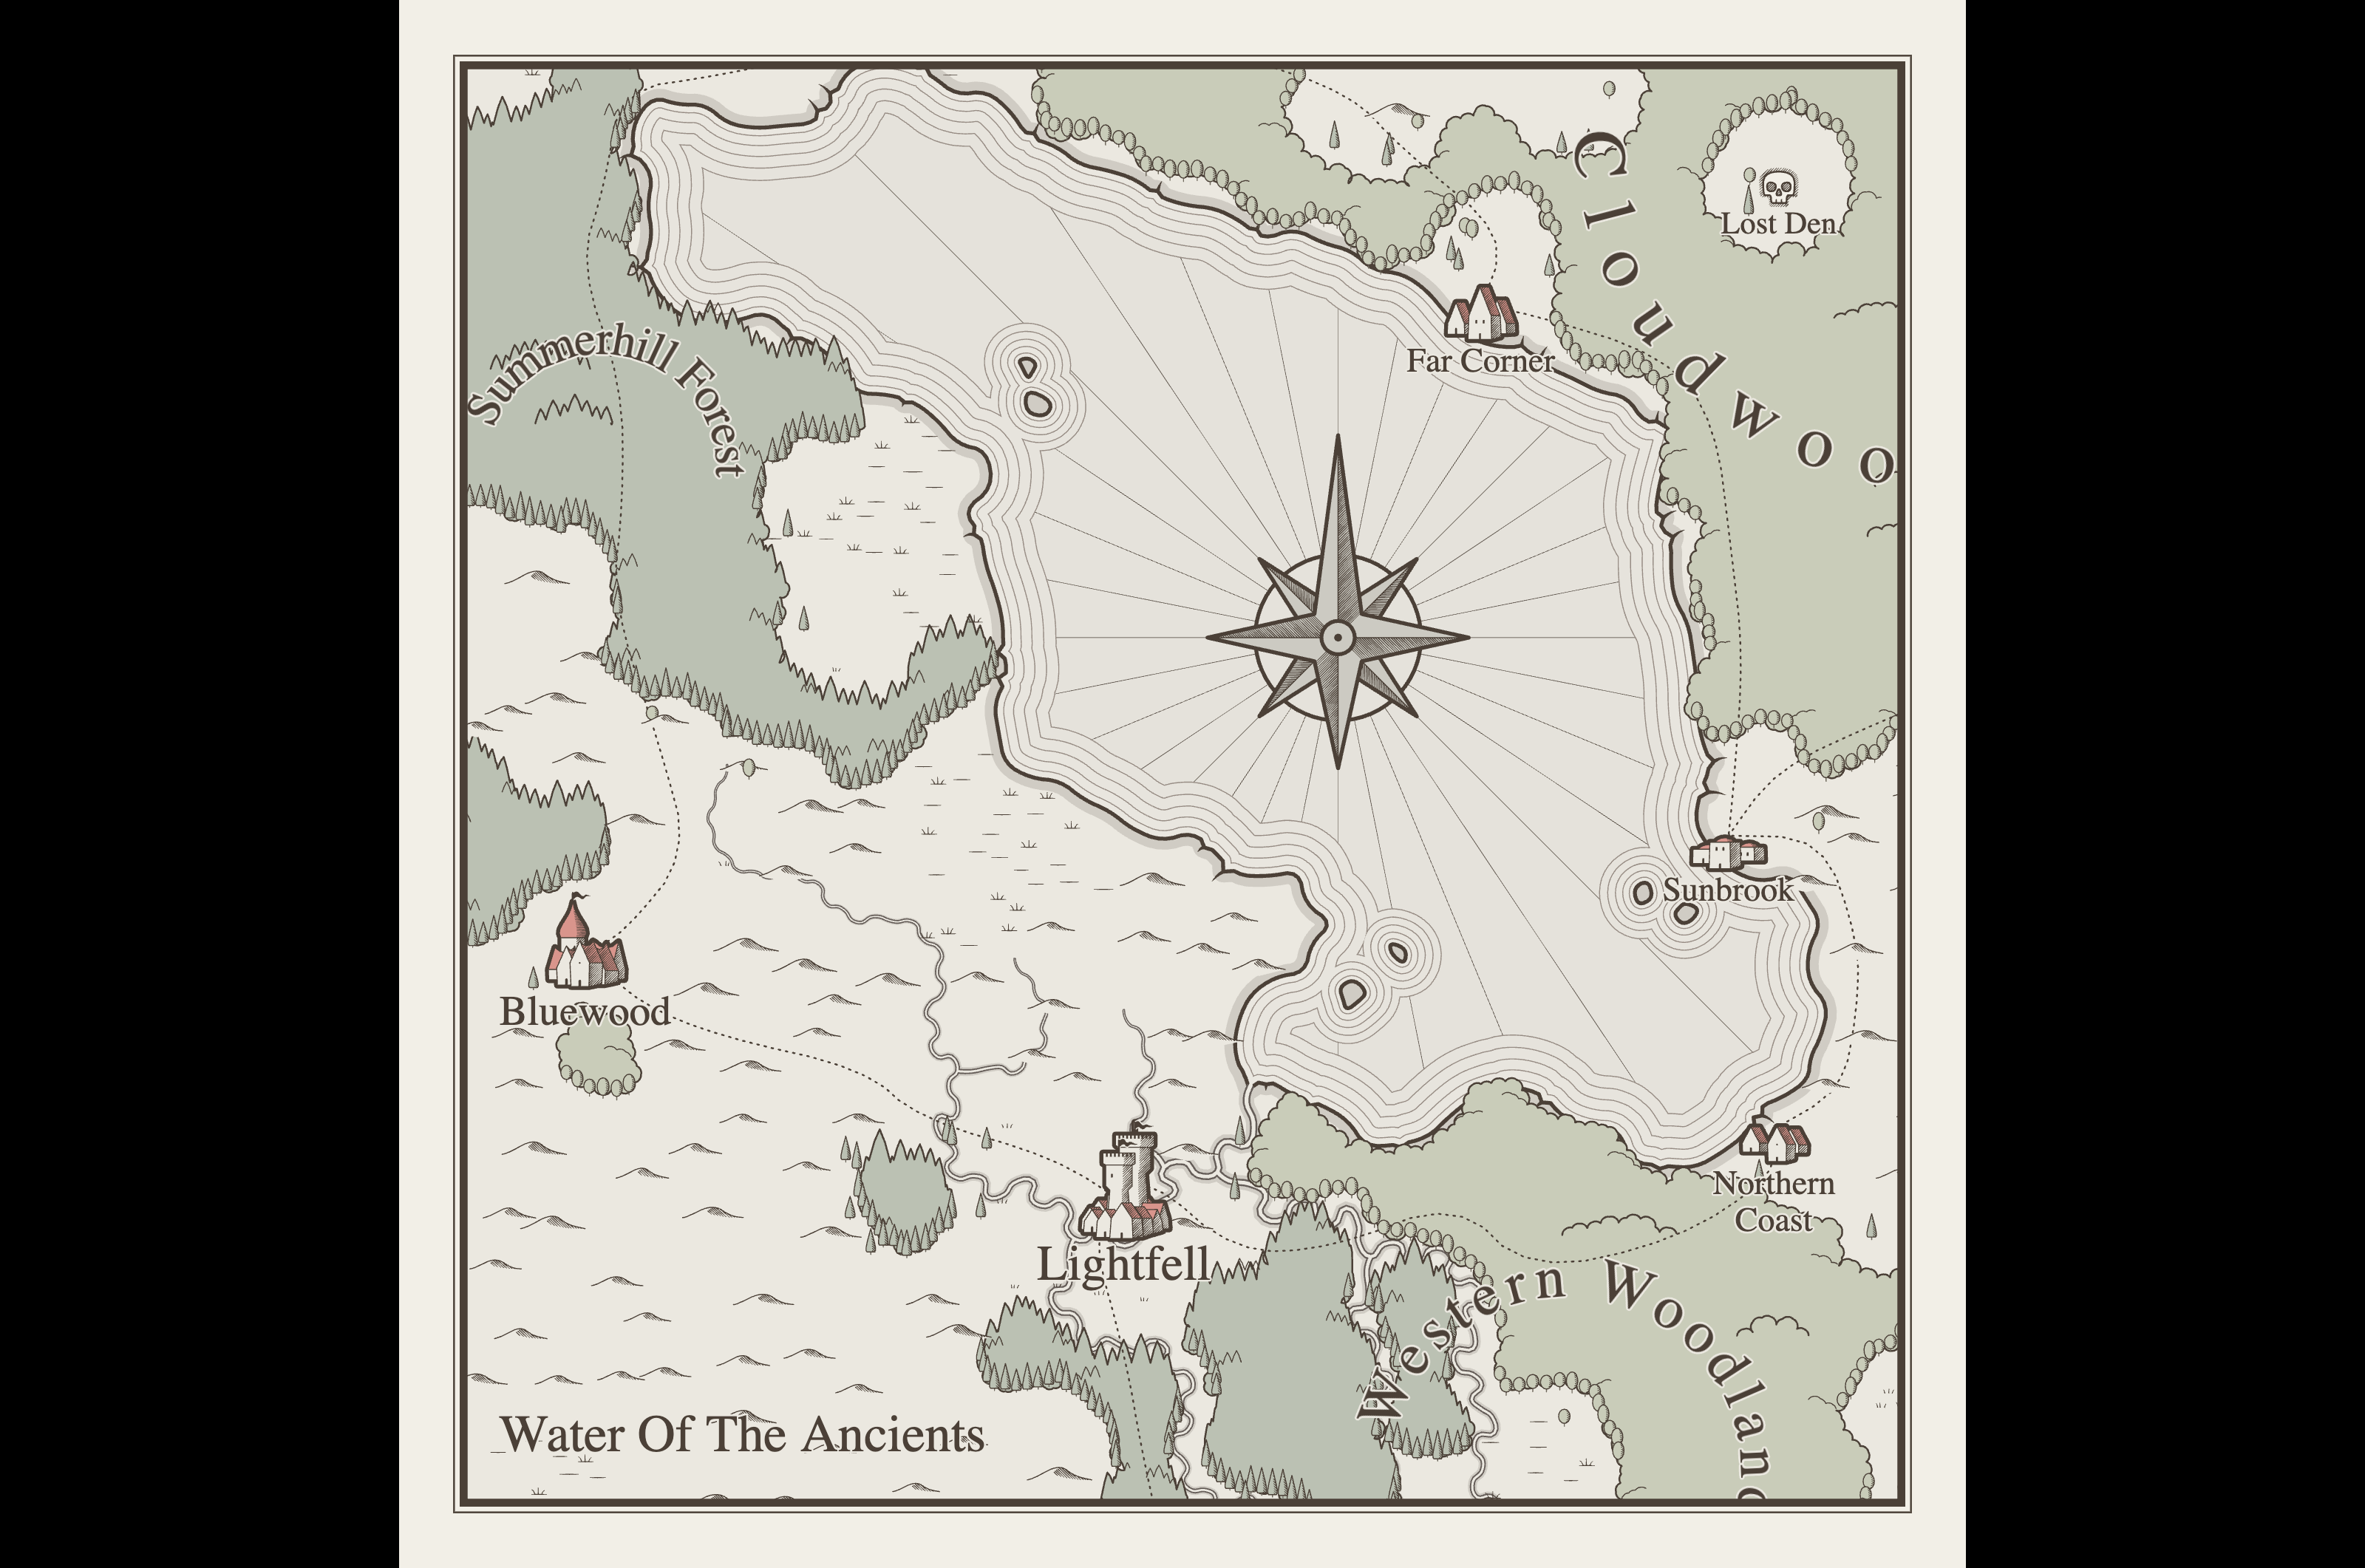 Cloudwoo
Lost Den
Summerhill Forest
Far Corner
Sunbrook
Bluewood
Northern
Coast
Lightfell
Western Woodlan
Water Of The Ancients